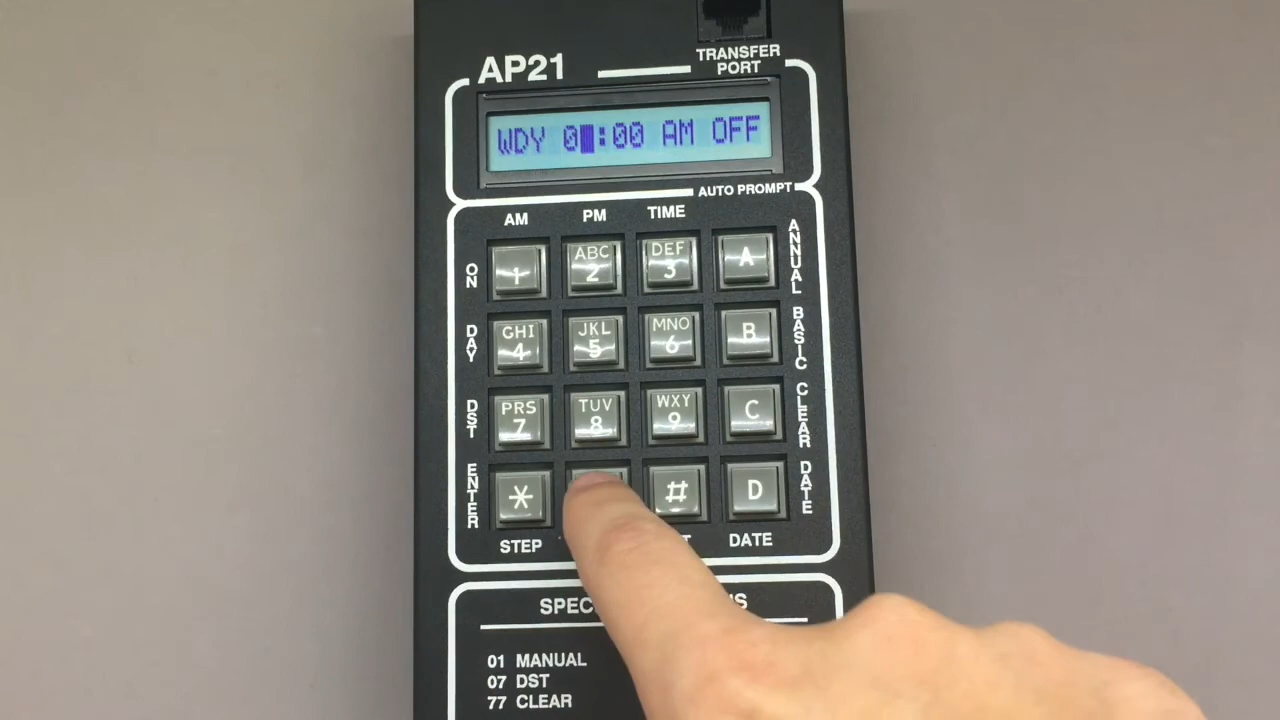 TRANSFER
PORT
AP21
WDY 0 :00 AM OFF
AUTO PROMPT
AM PM TIME
ON
1
ABC
2
DEF
3
A
ANNUAL
DAY
GHI
4
JKL
5
MNO
6
B
BASIC
DST
PRS
7
TUV
8
WXY
9
C
CLEAR
ENTER
*
#
D
DATE
STEP
DATE
01 MANUAL
07 DST
77 CLEAR